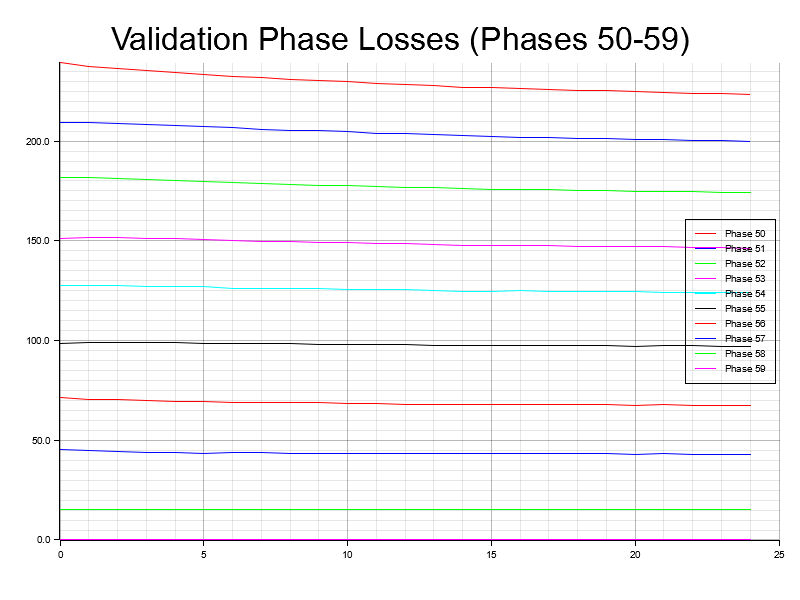 Validation Phase Losses (Phases 50-59)
200.0
150.0
100.0
50.0
0.0
0
5
10
15
20
25
Phase 50
Phase 51
Phase 52
Phase 53
Phase 54
Phase 55
Phase 56
Phase 57
Phase 58
Phase 59